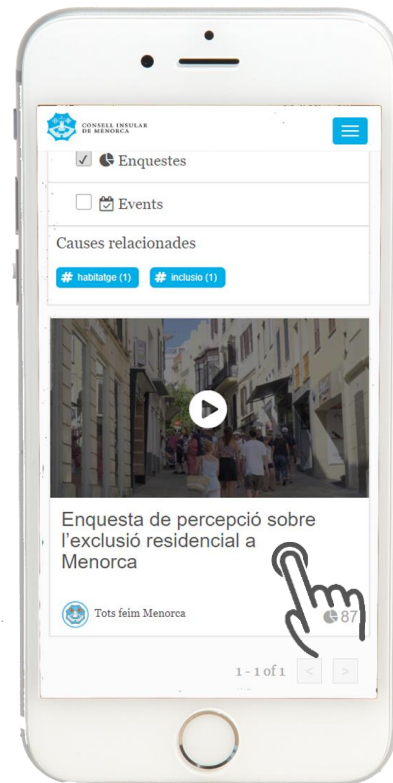 CONSELL INSULAR
DE MENORCA
Enquestes
Events
Causes relacionades
# habitatge (1) # inclusio (1)
Enquesta de percepció sobre
l'exclusió residencial a
Menorca
Tots feim Menorca 87
1 - 1 of 1 < >